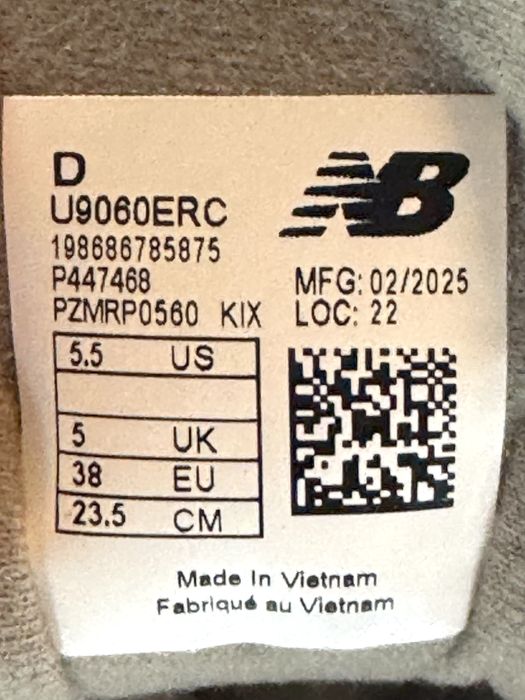 D
U9060ERC
198686785875
P447468
PZMRP0560 KIX
NB
MFG: 02/2025
LOC: 22
5.5 US
5 UK
38 EU
23.5 CM
Made In Vietnam
Fabriqué au Vietnam